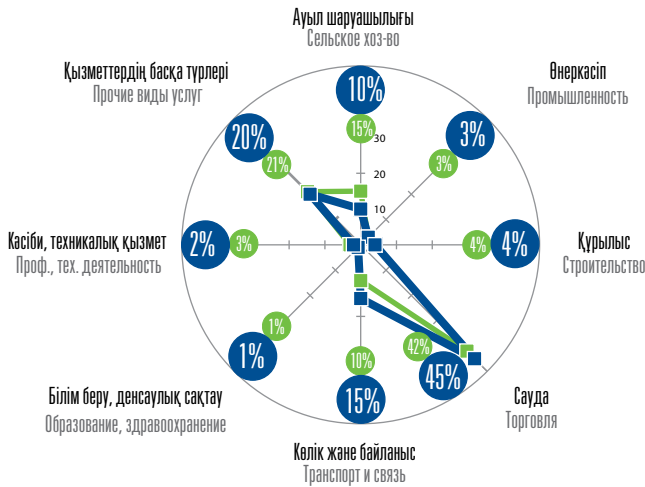 Ауыл шаруашылығы
Сельское хоз-во
10%
15%
30
20
10
Өнеркәсіп
Промышленность
3%
3%
Құрылыс
Строительство
4%
4%
Сауда
Торговля
45%
42%
Көлік және байланыс
Транспорт и связь
15%
10%
Білім беру, денсаулық сақтау
Образование, здравоохранение
1%
1%
Кәсіби, техникалық қызмет
Проф., тех. деятельность
2%
3%
Қызметтердің басқа түрлері
Прочие виды услуг
20%
21%